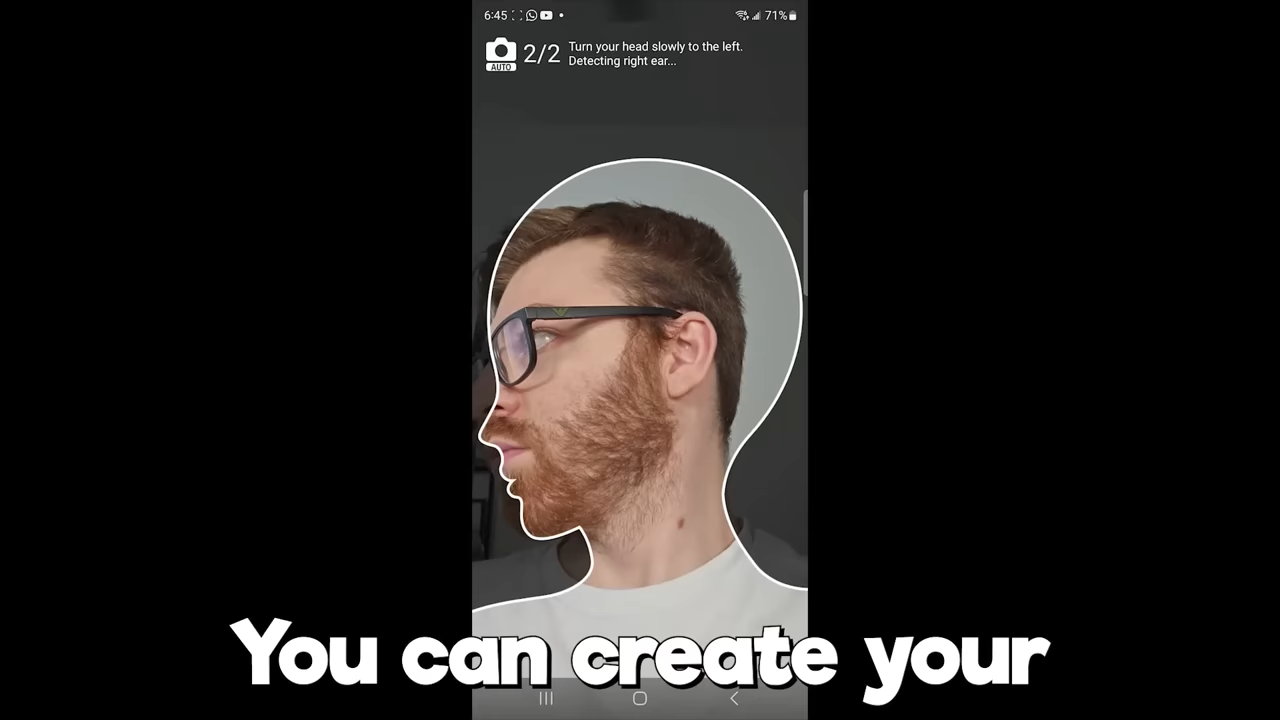 6:45
71%
AUTO
2/2
Turn your head slowly to the left.
Detecting right ear...
You can create your